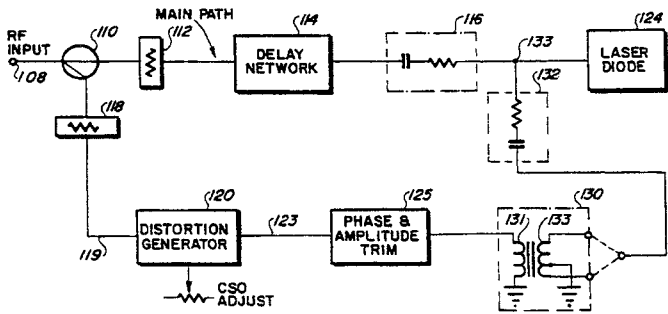 RF INPUT
108
110
112
MAIN PATH
114
DELAY NETWORK
116
133
124
LASER DIODE
132
118
119
120
DISTORTION GENERATOR
CSO ADJUST
123
125
PHASE & AMPLITUDE TRIM
130
131
133